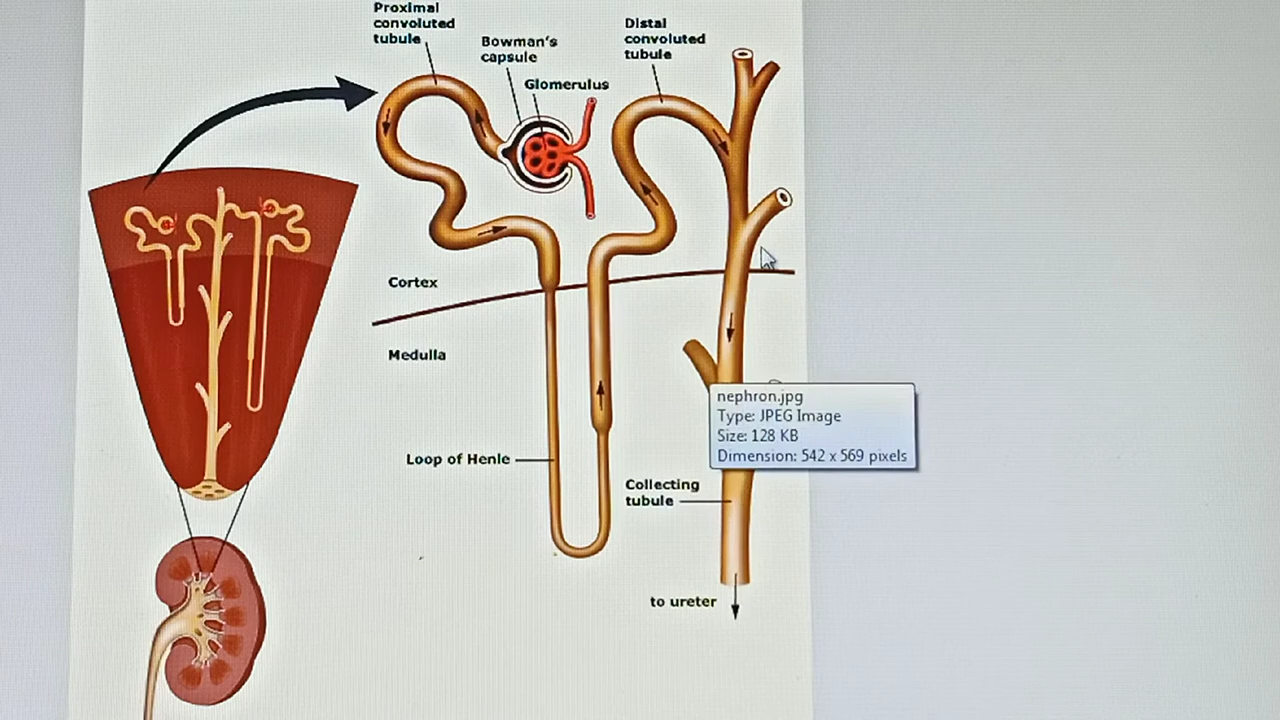 Proximal
convoluted
tubule
Bowman's
capsule
Glomerulus
Distal
convoluted
tubule
Cortex
Medulla
Loop of Henle
nephron.jpg
Type: JPEG Image
Size: 128 KB
Dimension: 542 x 569 pixels
Collecting
tubule
to ureter